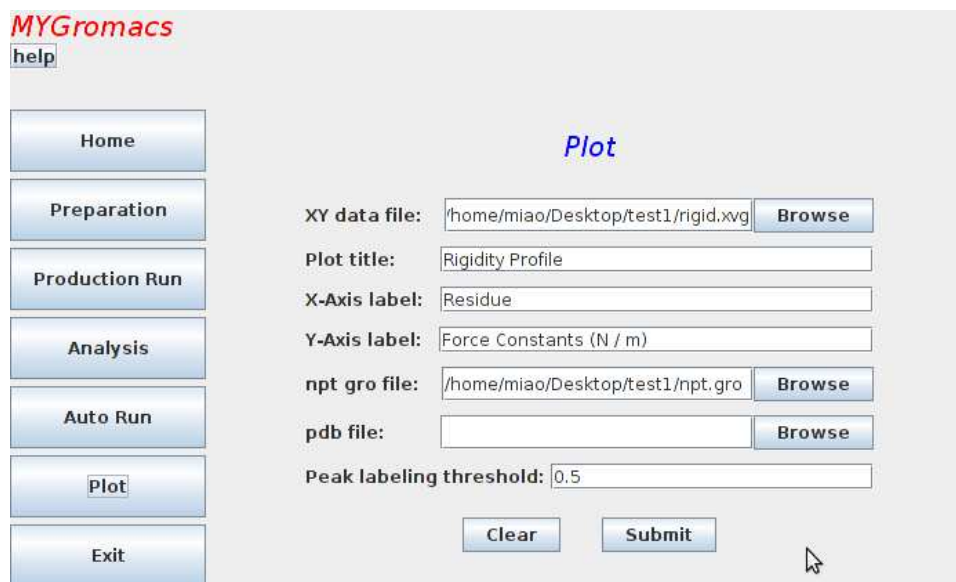 MYGromacs
help
Home
Preparation
Production Run
Analysis
Auto Run
Plot
Exit
Plot
XY data file: /home/miao/Desktop/test1/rigid.xvg Browse
Plot title: Rigidity Profile
X-Axis label: Residue
Y-Axis label: Force Constants (N / m)
npt gro file: /home/miao/Desktop/test1/npt.gro Browse
pdb file: Browse
Peak labeling threshold: 0.5
Clear Submit